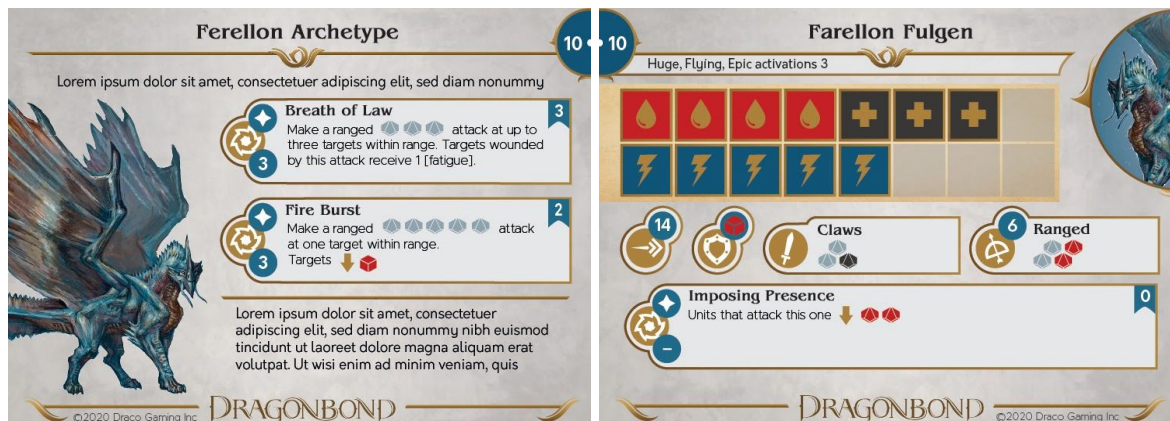 Ferellon Archetype
10
Lorem ipsum dolor sit amet, consectetuer adipiscing elit, sed diam nonummy
Breath of Law
3
Make a ranged attack at up to
three targets within range. Targets wounded
by this attack receive 1 [fatigue].
3
Fire Burst
2
Make a ranged attack
at one target within range.
Targets
3
Lorem ipsum dolor sit amet, consectetuer
adipiscing elit, sed diam nonummy nibh euismod
tincidunt ut laoreet dolore magna aliquam erat
volutpat. Ut wisi enim ad minim veniam, quis
©2020 Draco Gaming Inc
DRAGONBOND
10
Farellon Fulgen
Huge, Flying, Epic activations 3
14
Claws
6
Ranged
Imposing Presence
0
Units that attack this one
–
DRAGONBOND
©2020 Draco Gaming Inc